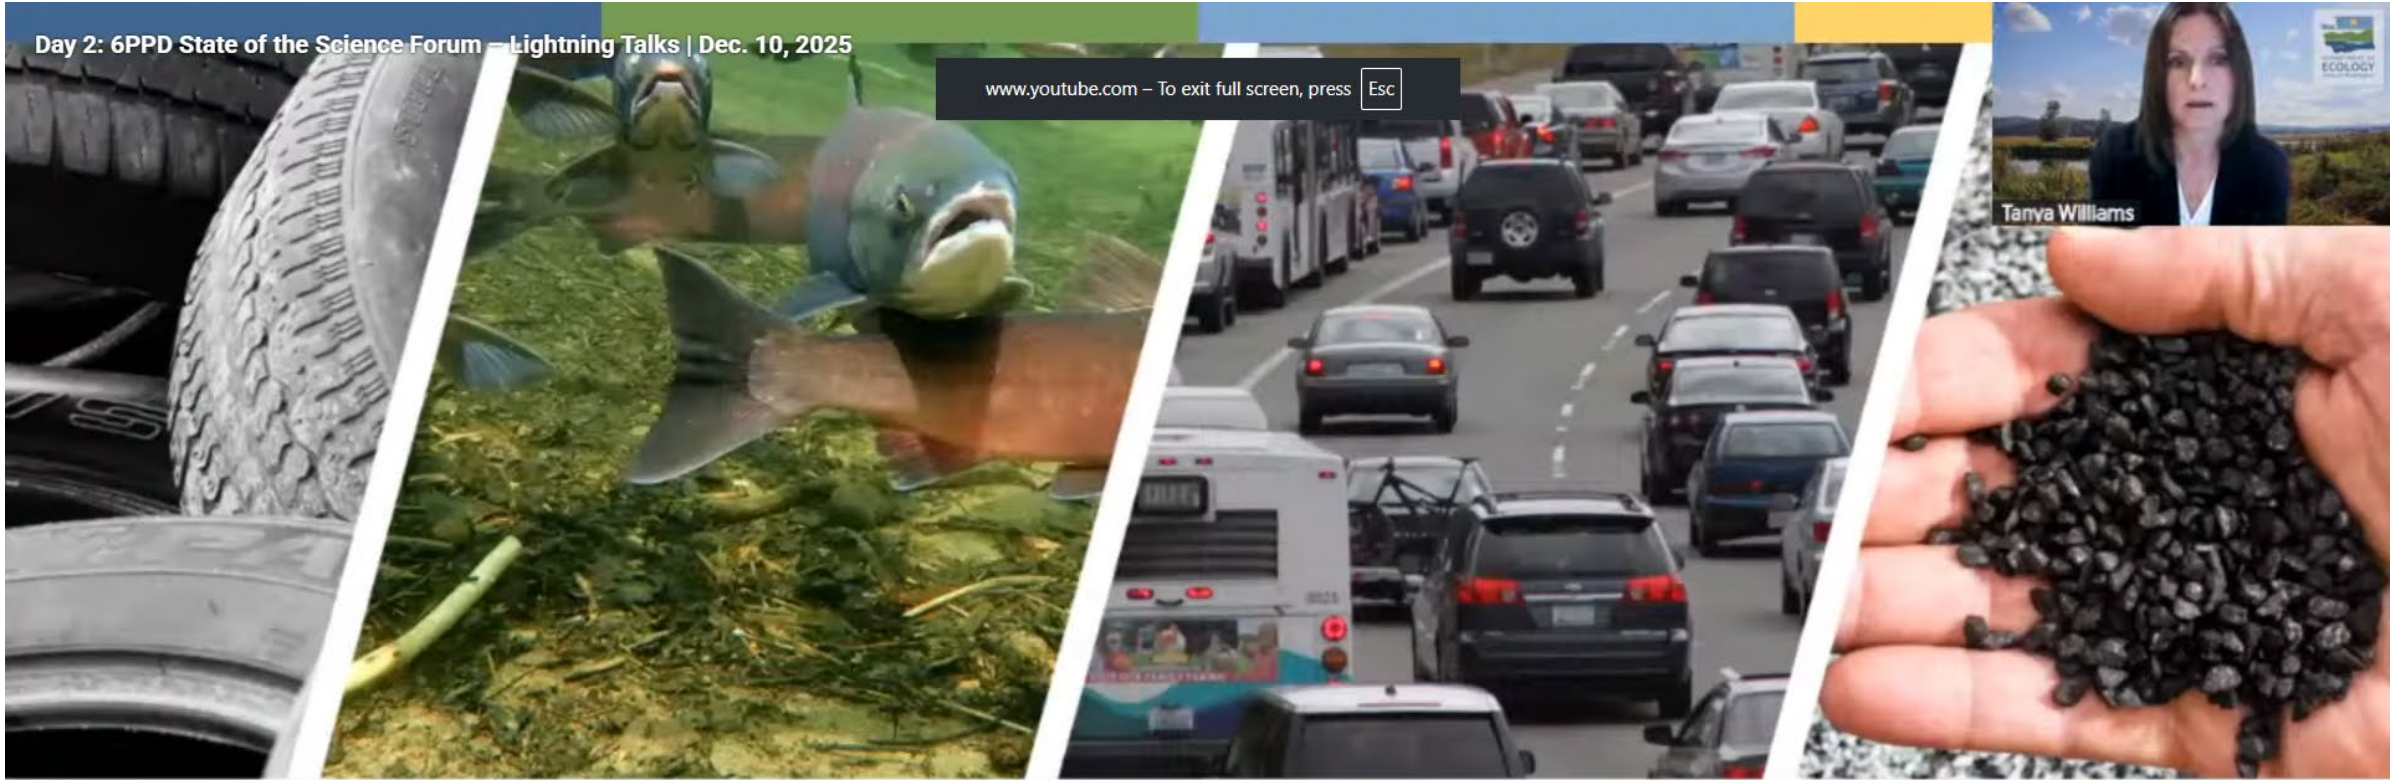 Day 2: 6PPD State of the Science Forum – Lightning Talks | Dec. 10, 2025
www.youtube.com – To exit full screen, press Esc
ECOLOGY
Tanya Williams